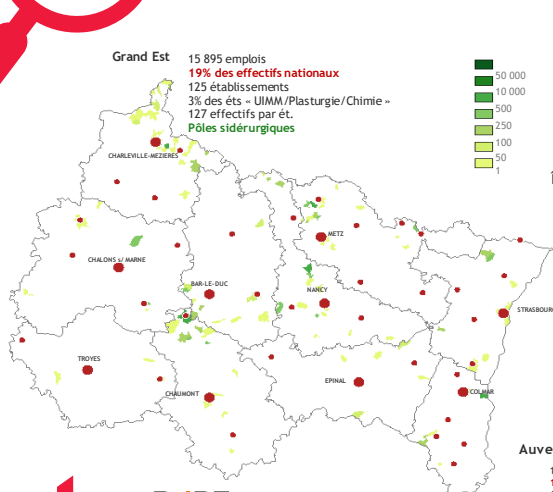 Grand Est
15 895 emplois
19% des effectifs nationaux
125 établissements
3% des éts « UIMM/Plasturgie/Chimie »
127 effectifs par ét.
Pôles sidérurgiques
50 000
10 000
500
250
100
50
1
CHARLEVILLE-MEZIERES
METZ
CHALONS s/ MARNE
BAR-LE-DUC
NANCY
STRASBOURG
TROYES
CHAUMONT
EPINAL
COLMAR
Auve